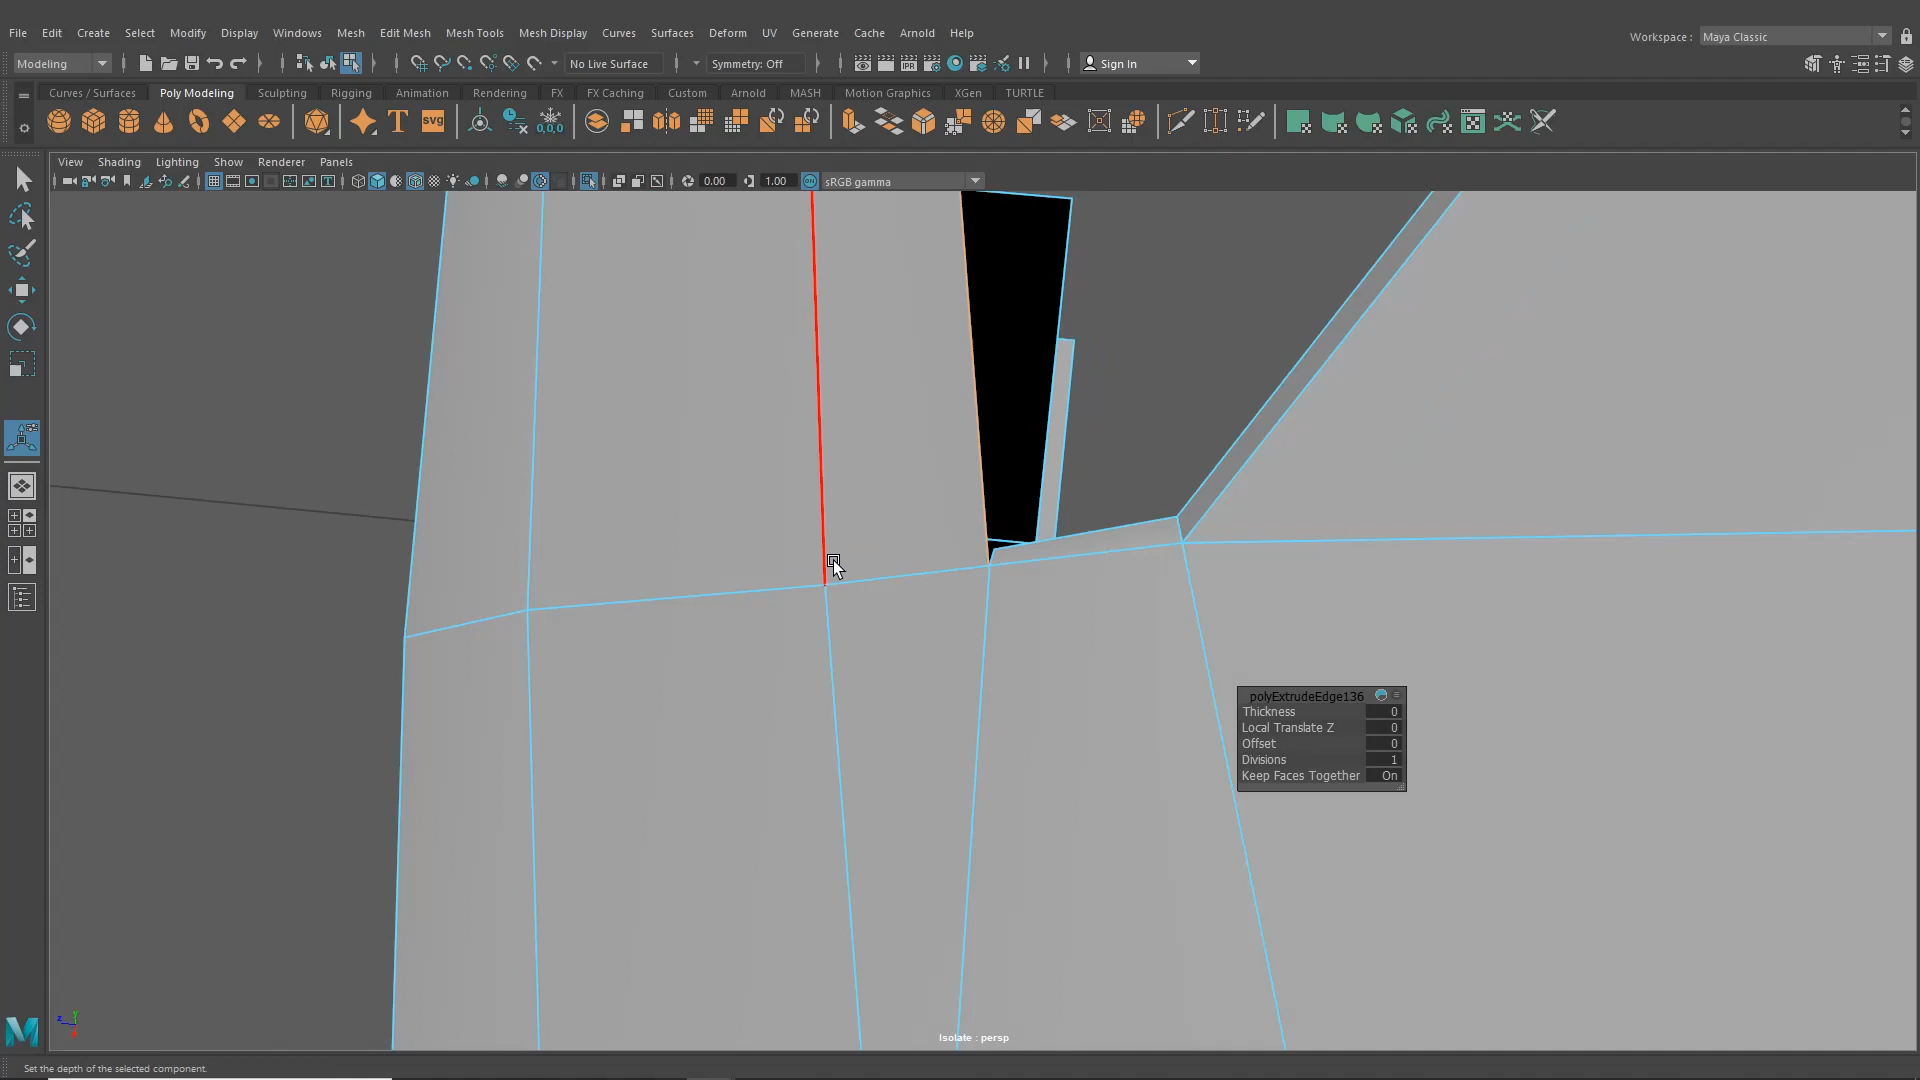 File Edit Create Select Modify Display Windows Mesh Edit Mesh Mesh Tools Mesh Display Curves Surfaces Deform UV Generate Cache Arnold Help
Workspace : Maya Classic
Modeling No Live Surface Symmetry: Off Sign In
Curves / Surfaces Poly Modeling Sculpting Rigging Animation Rendering FX FX Caching Custom Arnold MASH Motion Graphics XGen TURTLE
T svg 0,0,0
View Shading Lighting Show Renderer Panels
0.00 1.00 sRGB gamma
polyExtrudeEdge136
Thickness 0
Local Translate Z 0
Offset 0
Divisions 1
Keep Faces Together On
z y
Isolate : persp
M
Set the depth of the selected component.